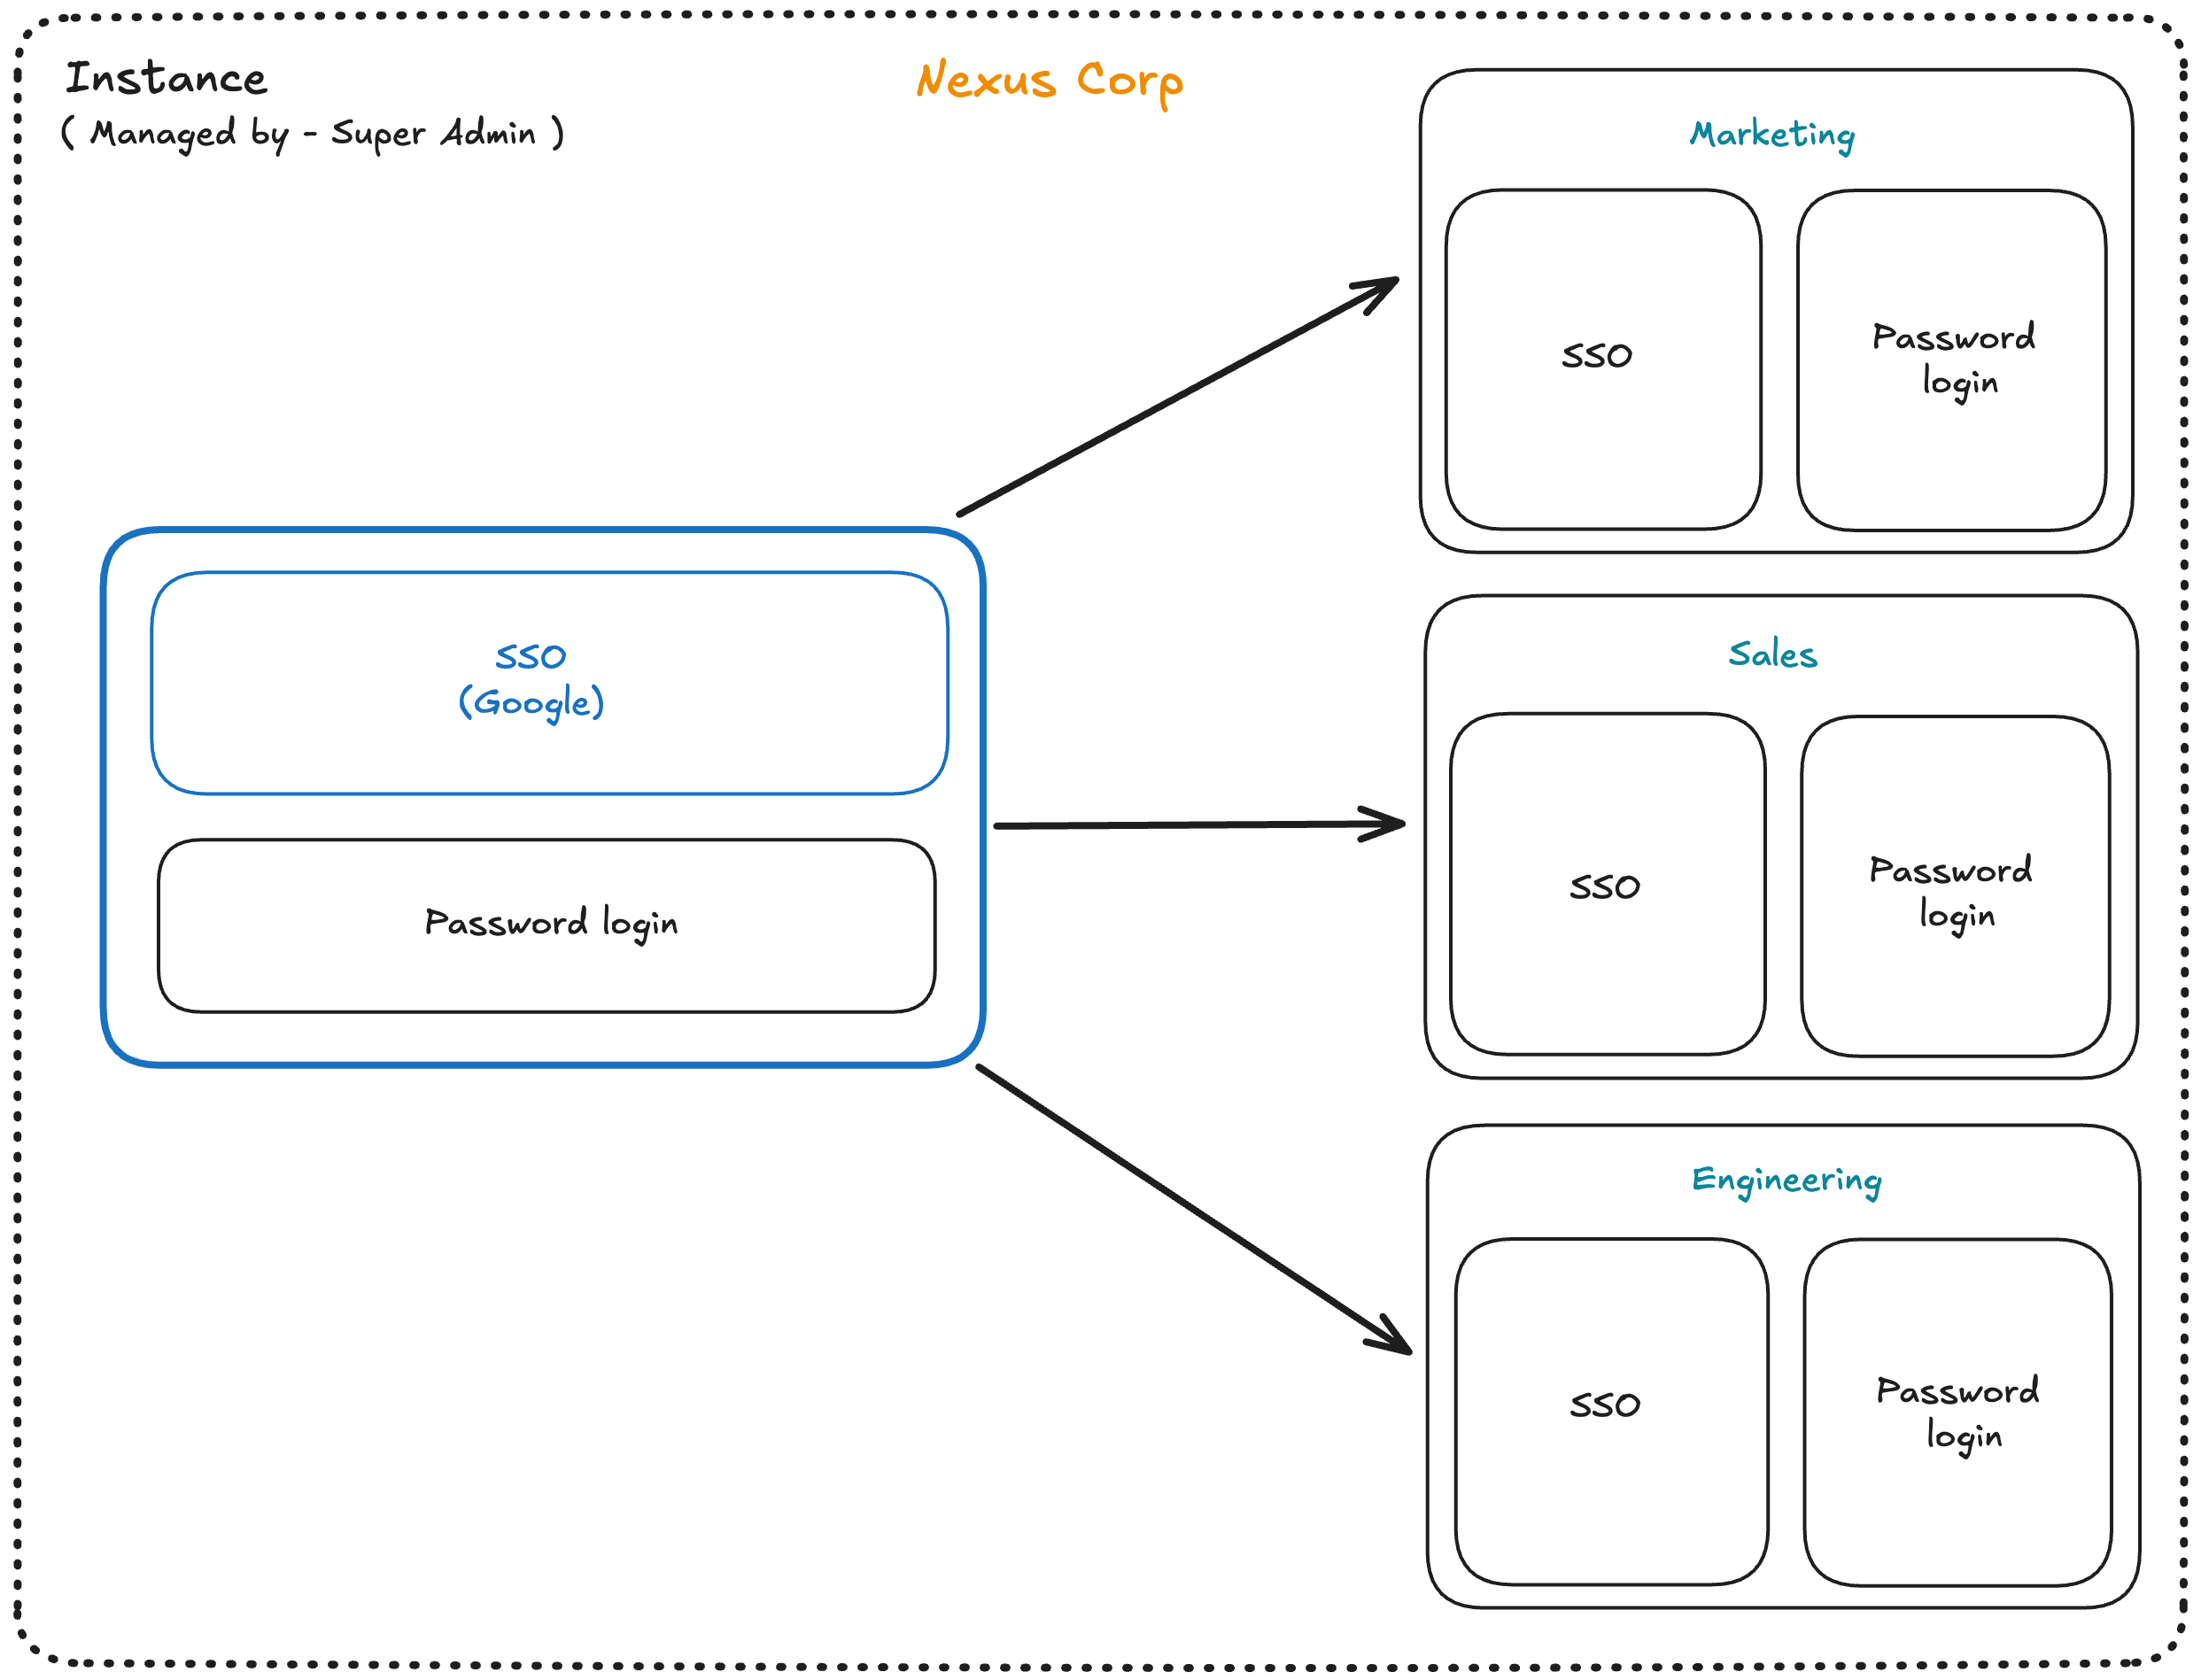 Instance
( Managed by - Super Admin )
Nexus Corp
Marketing
SSO
Password
login
SSO
(Google)
Password login
Sales
SSO
Password
login
Engineering
SSO
Password
login